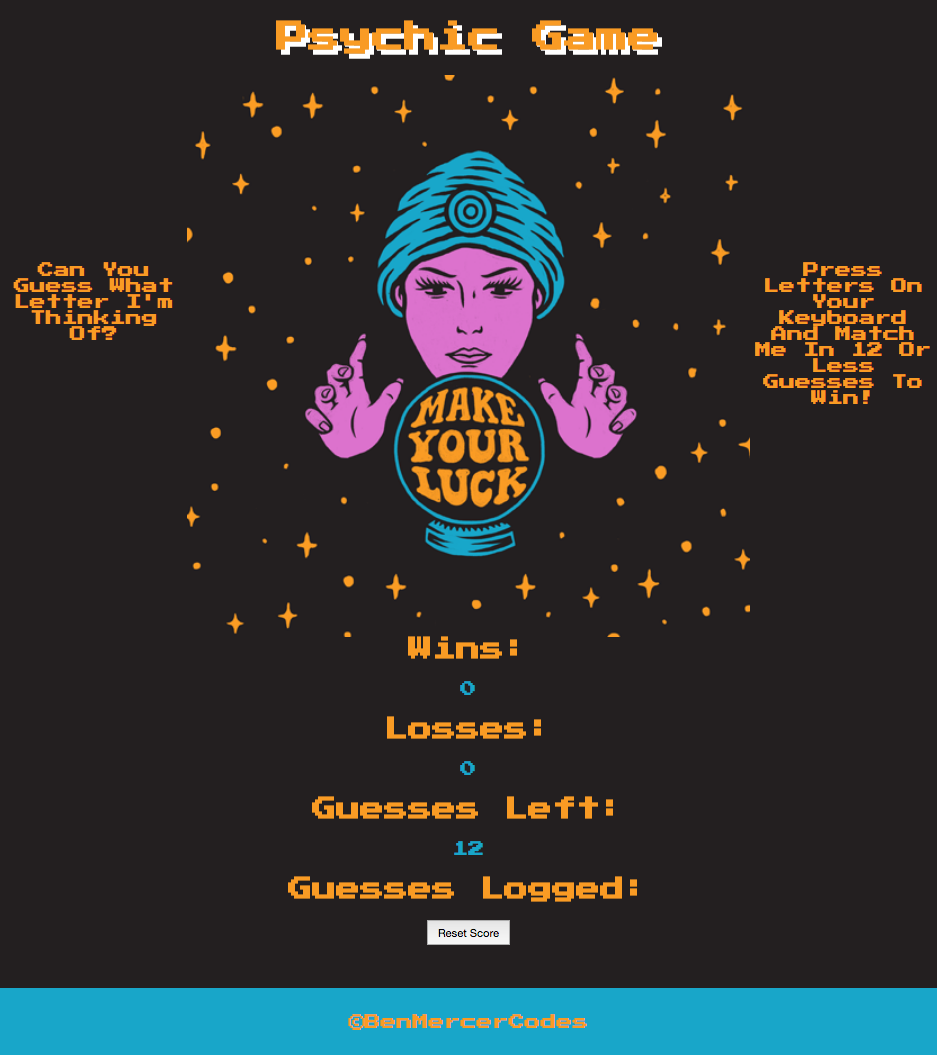 Psychic Game
Can You
Guess What
Letter I'm
Thinking
Of?
MAKE
YOUR
LUCK
Press
Letters On
Your
Keyboard
And Match
Me In 12 Or
Less
Guesses To
Win!
Wins:
0
Losses:
0
Guesses Left:
12
Guesses Logged:
Reset Score
©BenMercerCodes